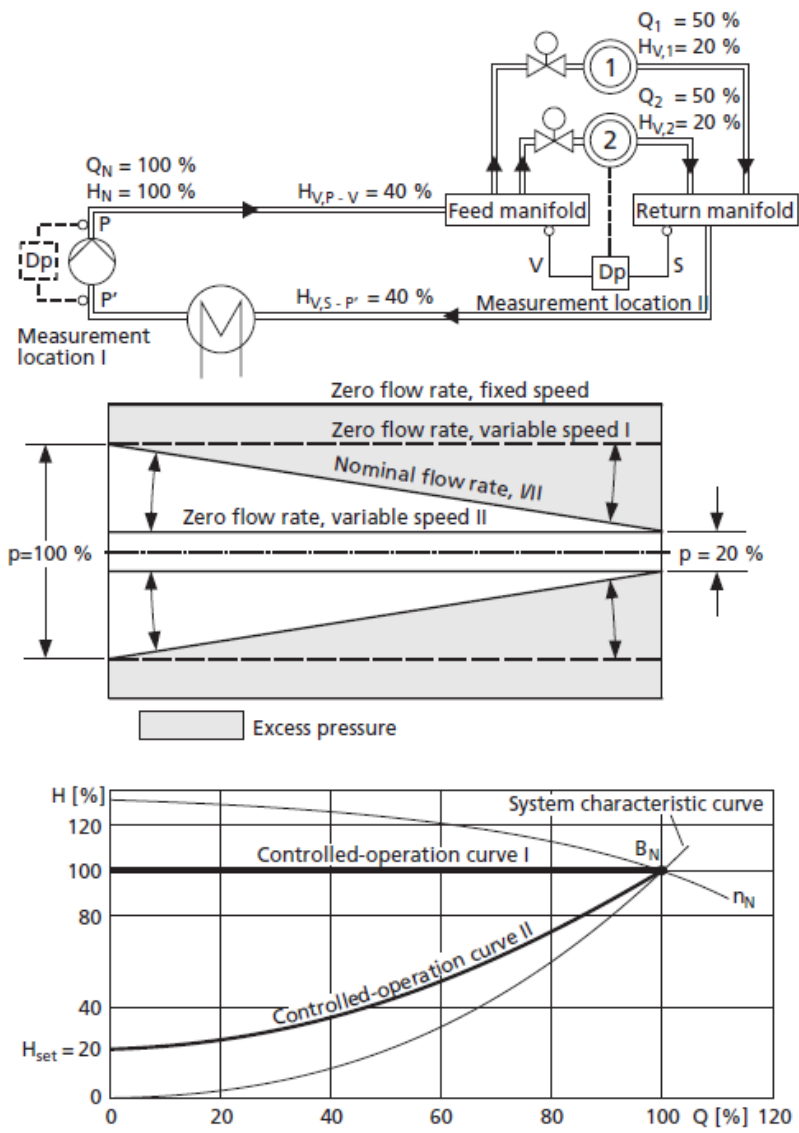 Q1 = 50 %
HV,1= 20 %
1
Q2 = 50 %
HV,2= 20 %
2
QN = 100 %
HN = 100 %
HV,P - V = 40 %
Feed manifold
Return manifold
P
Dp
P'
V
Dp
S
HV,S - P' = 40 %
Measurement location II
Measurement
location I
Zero flow rate, fixed speed
Zero flow rate, variable speed I
Nominal flow rate, I/II
Zero flow rate, variable speed II
p=100 %
p = 20 %
Excess pressure
H [%]
System characteristic curve
120
Controlled-operation curve I
BN
100
nN
80
Controlled-operation curve II
40
Hset = 20
0
0 20 40 60 80 100 Q [%] 120